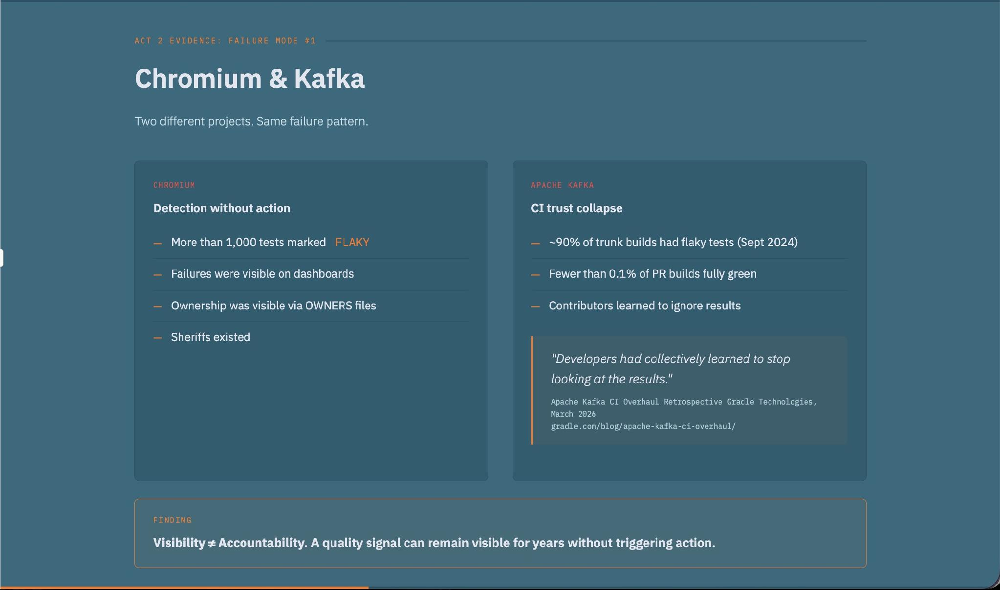 ACT 2 EVIDENCE: FAILURE MODE #1
Chromium & Kafka
Two different projects. Same failure pattern.
CHROMIUM
Detection without action
— More than 1,000 tests marked FLAKY
— Failures were visible on dashboards
— Ownership was visible via OWNERS files
— Sheriffs existed
APACHE KAFKA
CI trust collapse
— ~90% of trunk builds had flaky tests (Sept 2024)
— Fewer than 0.1% of PR builds fully green
— Contributors learned to ignore results
"Developers had collectively learned to stop
looking at the results."
Apache Kafka CI Overhaul Retrospective Gradle Technologies,
March 2026
gradle.com/blog/apache-kafka-ci-overhaul/
FINDING
Visibility ≠ Accountability. A quality signal can remain visible for years without triggering action.